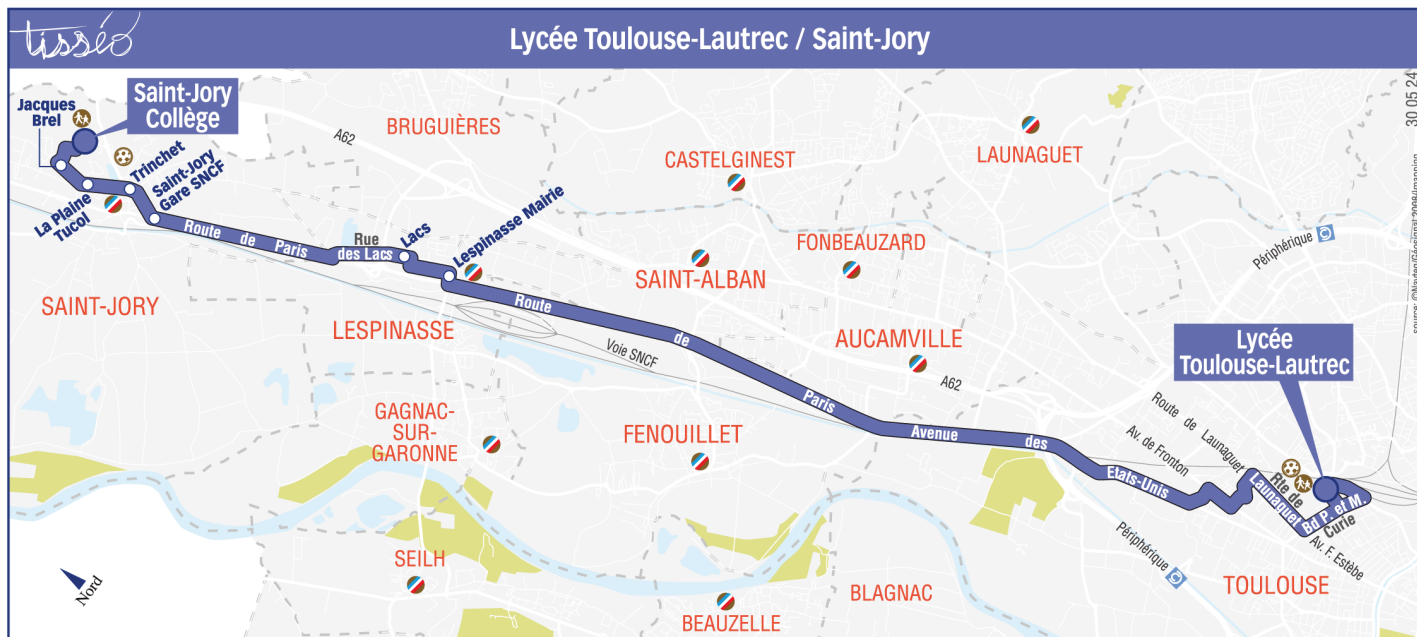 tisséo
Lycée Toulouse-Lautrec / Saint-Jory
30 05 24
Jacques
Brel
Saint-Jory
Collège
BRUGUIÈRES
A62
CASTELGINEST
LAUNAGUET
Trinchet
Saint-Jory
Gare SNCF
La Plaine
Tucol
Route de Paris
Rue
des Lacs
Lacs
Lespinasse Mairie
FONBEAUZARD
Périphérique
SAINT-ALBAN
SAINT-JORY
LESPINASSE
Route de Paris
Voie SNCF
AUCAMVILLE
A62
Lycée
Toulouse-Lautrec
GAGNAC-
SUR-
GARONNE
FENOUILLET
Avenue des Etats-Unis
Route de Launaguet
Av. de Fronton
Rte de
Launaguet
Bd P. et M.
Curie
Av. F. Estèbe
Périphérique
TOULOUSE
SEILH
BEAUZELLE
BLAGNAC
Nord